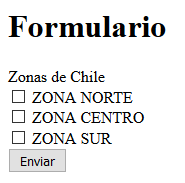 Formulario
Zonas de Chile
ZONA NORTE
ZONA CENTRO
ZONA SUR
Enviar